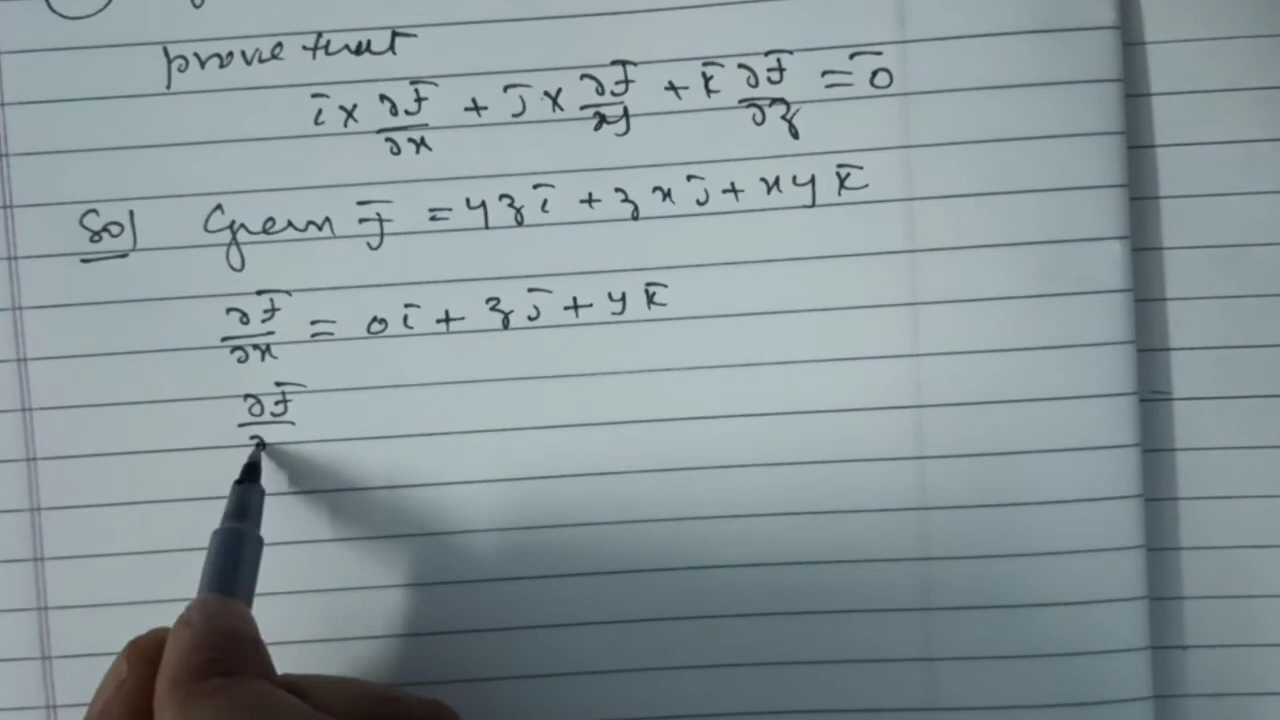 prove that
i̅ × ∂f̅/∂x + j̅ × ∂f̅/∂y + k̅ ∂f̅/∂z = 0̅
Sol Given f̅ = yz i̅ + zx j̅ + xy k̅
∂f̅/∂x = 0 i̅ + z j̅ + y k̅
∂f̅/∂